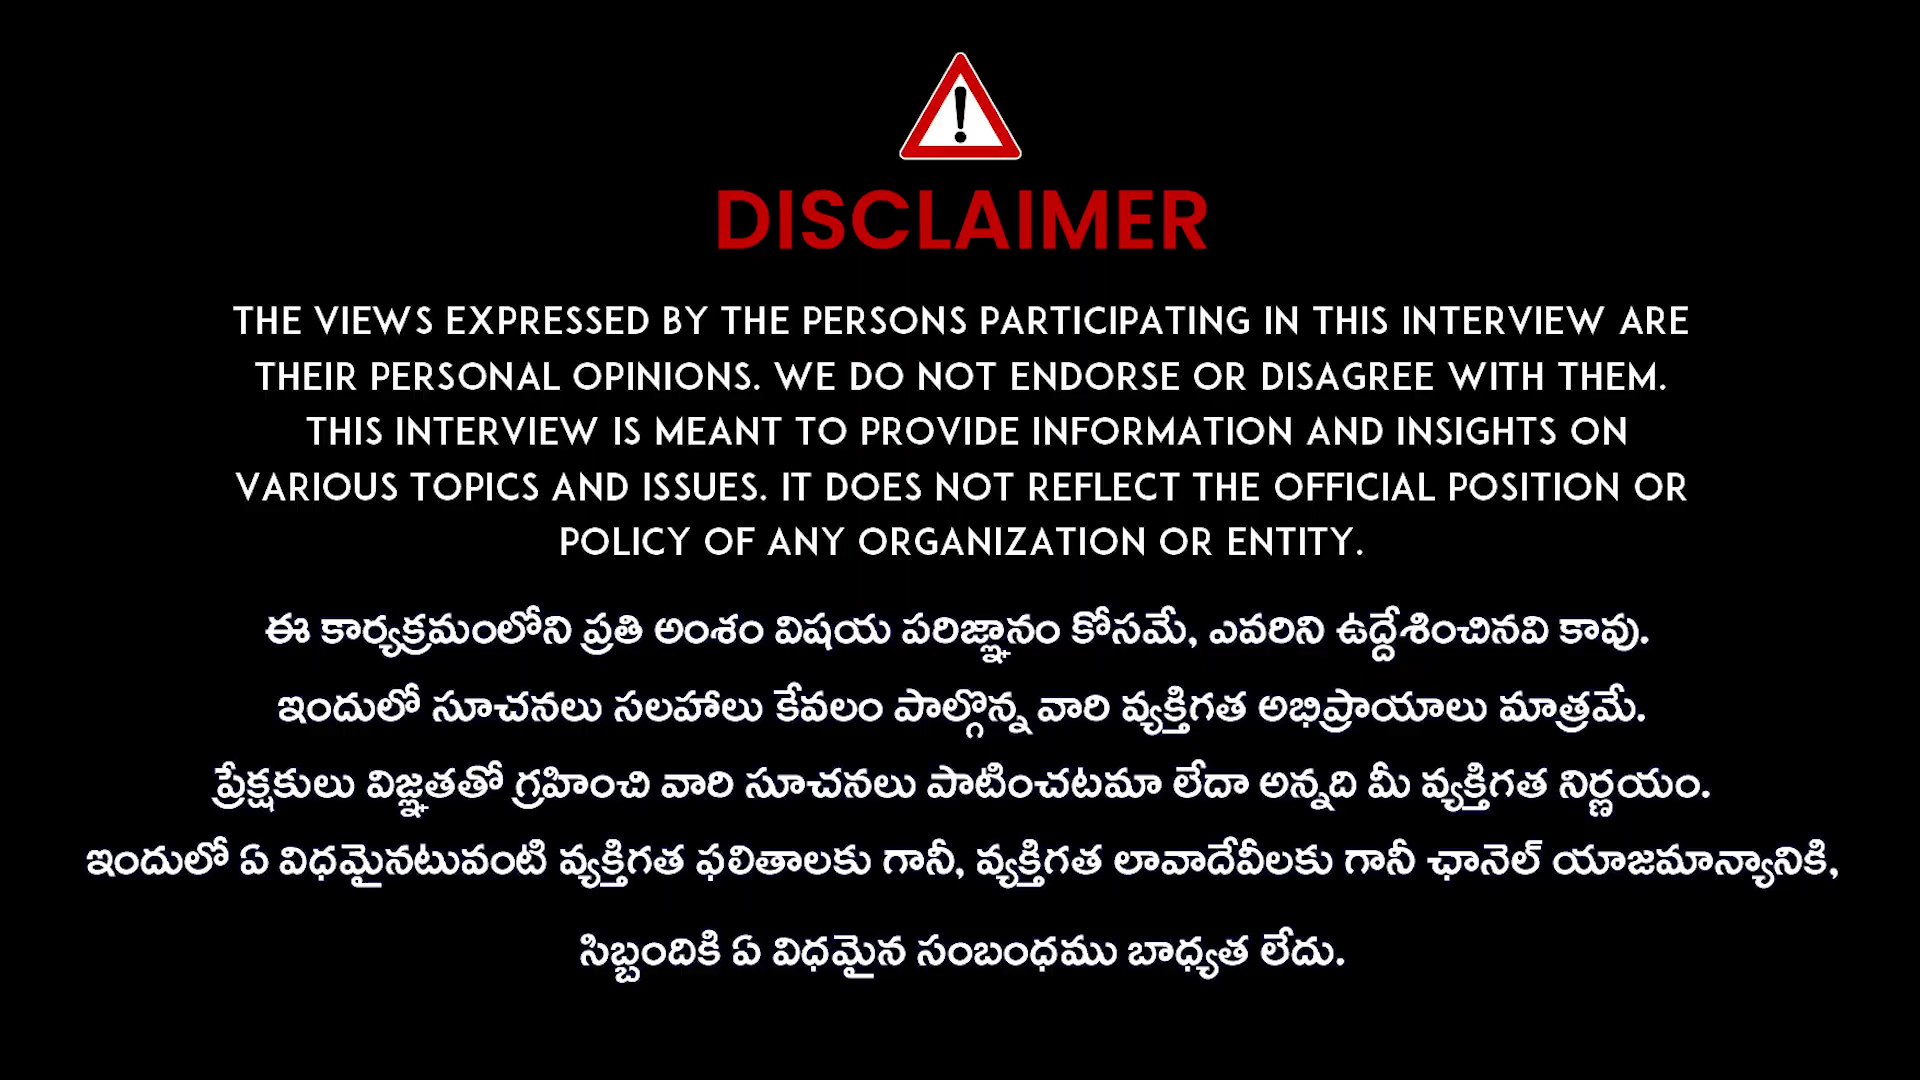 DISCLAIMER
THE VIEWS EXPRESSED BY THE PERSONS PARTICIPATING IN THIS INTERVIEW ARE
THEIR PERSONAL OPINIONS. WE DO NOT ENDORSE OR DISAGREE WITH THEM.
THIS INTERVIEW IS MEANT TO PROVIDE INFORMATION AND INSIGHTS ON
VARIOUS TOPICS AND ISSUES. IT DOES NOT REFLECT THE OFFICIAL POSITION OR
POLICY OF ANY ORGANIZATION OR ENTITY.
ఈ కార్యక్రమంలోని ప్రతి అంశం విషయ పరిజ్ఞానం కోసమే, ఎవరిని ఉద్దేశించినవి కావు.
ఇందులో సూచనలు సలహాలు కేవలం పాల్గొన్న వారి వ్యక్తిగత అభిప్రాయాలు మాత్రమే.
ప్రేక్షకులు విజ్ఞతతో గ్రహించి వారి సూచనలు పాటించటమా లేదా అన్నది మీ వ్యక్తిగత నిర్ణయం.
ఇందులో ఏ విధమైనటువంటి వ్యక్తిగత ఫలితాలకు గానీ, వ్యక్తిగత లావాదేవీలకు గానీ ఛానెల్ యాజమాన్యానికి,
సిబ్బందికి ఏ విధమైన సంబంధము బాధ్యత లేదు.